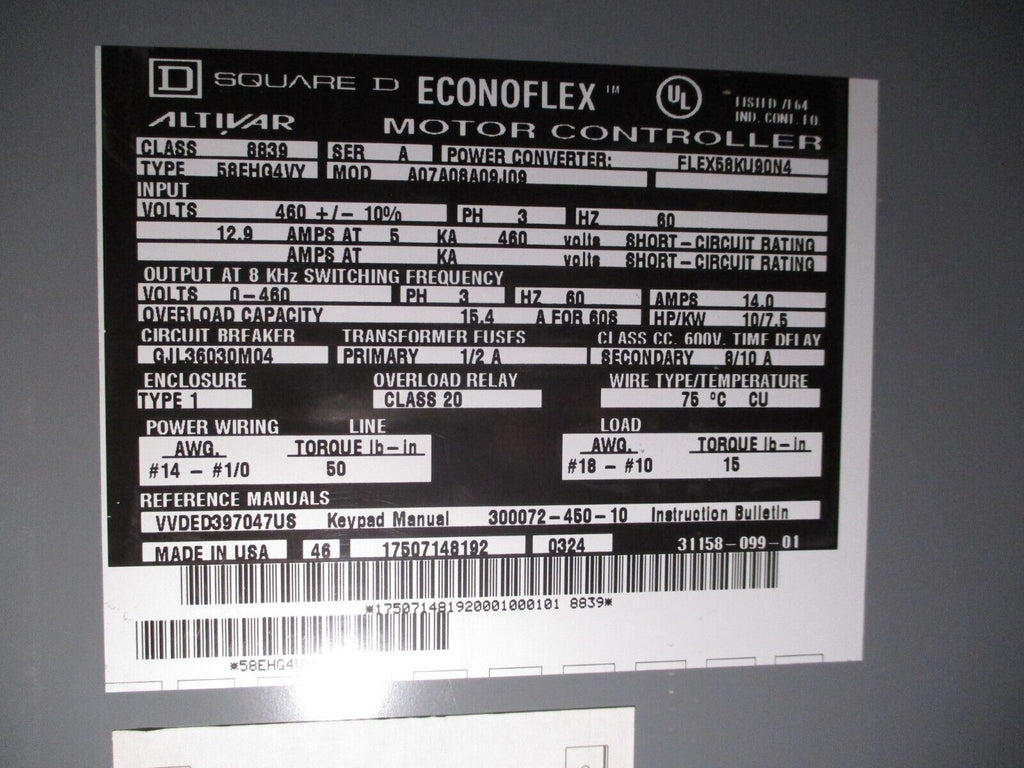 D SQUARE D ECONOFLEX™ UL LISTED 7E64
ALTIVAR MOTOR CONTROLLER IND. CONT. EQ.
CLASS 8839 SER A POWER CONVERTER: FLEX58KU90N4
TYPE 58EHG4VY MOD A07A08A09J09
INPUT
VOLTS 460 +/- 10% PH 3 HZ 60
12.9 AMPS AT 5 KA 460 volts SHORT-CIRCUIT RATING
AMPS AT KA volts SHORT-CIRCUIT RATING
OUTPUT AT 8 KHz SWITCHING FREQUENCY
VOLTS 0-460 PH 3 HZ 60 AMPS 14.0
OVERLOAD CAPACITY 15.4 A FOR 60S HP/KW 10/7.5
CIRCUIT BREAKER TRANSFORMER FUSES CLASS CC. 600V. TIME DELAY
GJL36030M04 PRIMARY 1/2 A SECONDARY 8/10 A
ENCLOSURE OVERLOAD RELAY WIRE TYPE/TEMPERATURE
TYPE 1 CLASS 20 75 °C CU
POWER WIRING LINE LOAD
AWG. TORQUE lb-in AWG. TORQUE lb-in
#14 - #1/0 50 #18 - #10 15
REFERENCE MANUALS
VVDED397047US Keypad Manual 300072-450-10 Instruction Bulletin
MADE IN USA 46 17507148192 0324 31158-099-01
*175071481920001000101 8839*
*58EHG4V